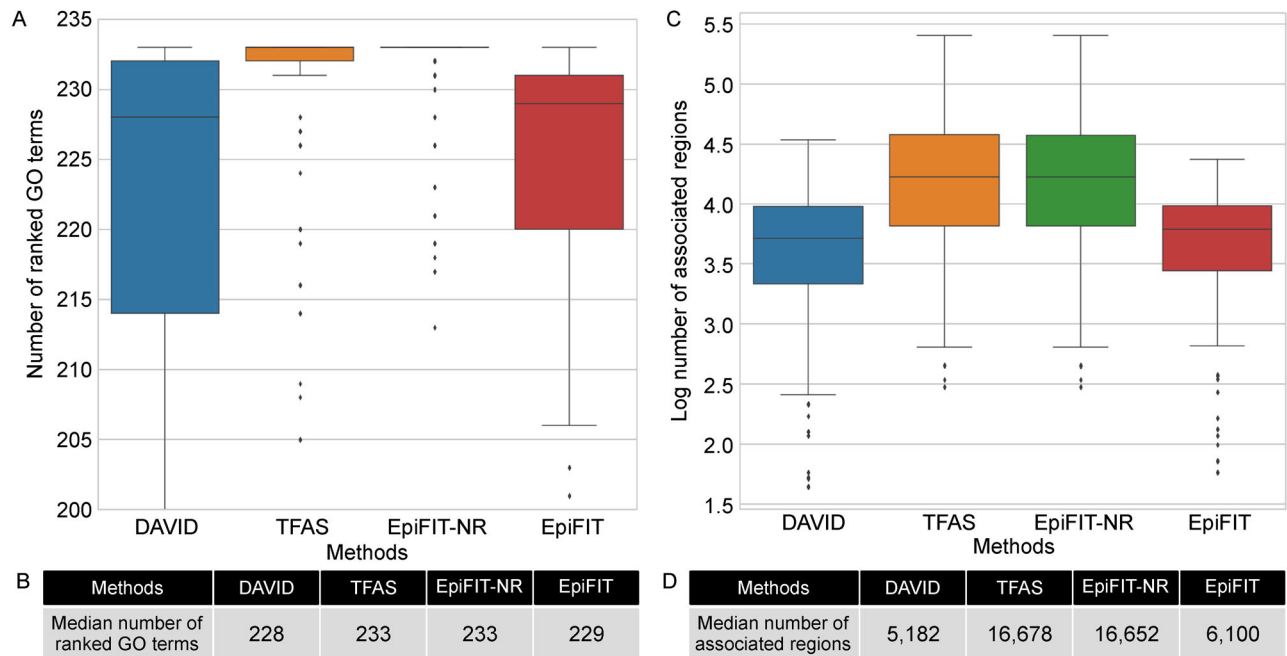 A
Number of ranked GO terms
235
230
225
220
215
210
205
200
DAVID TFAS EpiFIT-NR EpiFIT
Methods
C
Log number of associated regions
5.5
5.0
4.5
4.0
3.5
3.0
2.5
2.0
1.5
DAVID TFAS EpiFIT-NR EpiFIT
Methods
B
Methods DAVID TFAS EpiFIT-NR EpiFIT
Median number of
ranked GO terms
228 233 233 229
D
Methods DAVID TFAS EpiFIT-NR EpiFIT
Median number of
associated regions
5,182 16,678 16,652 6,100